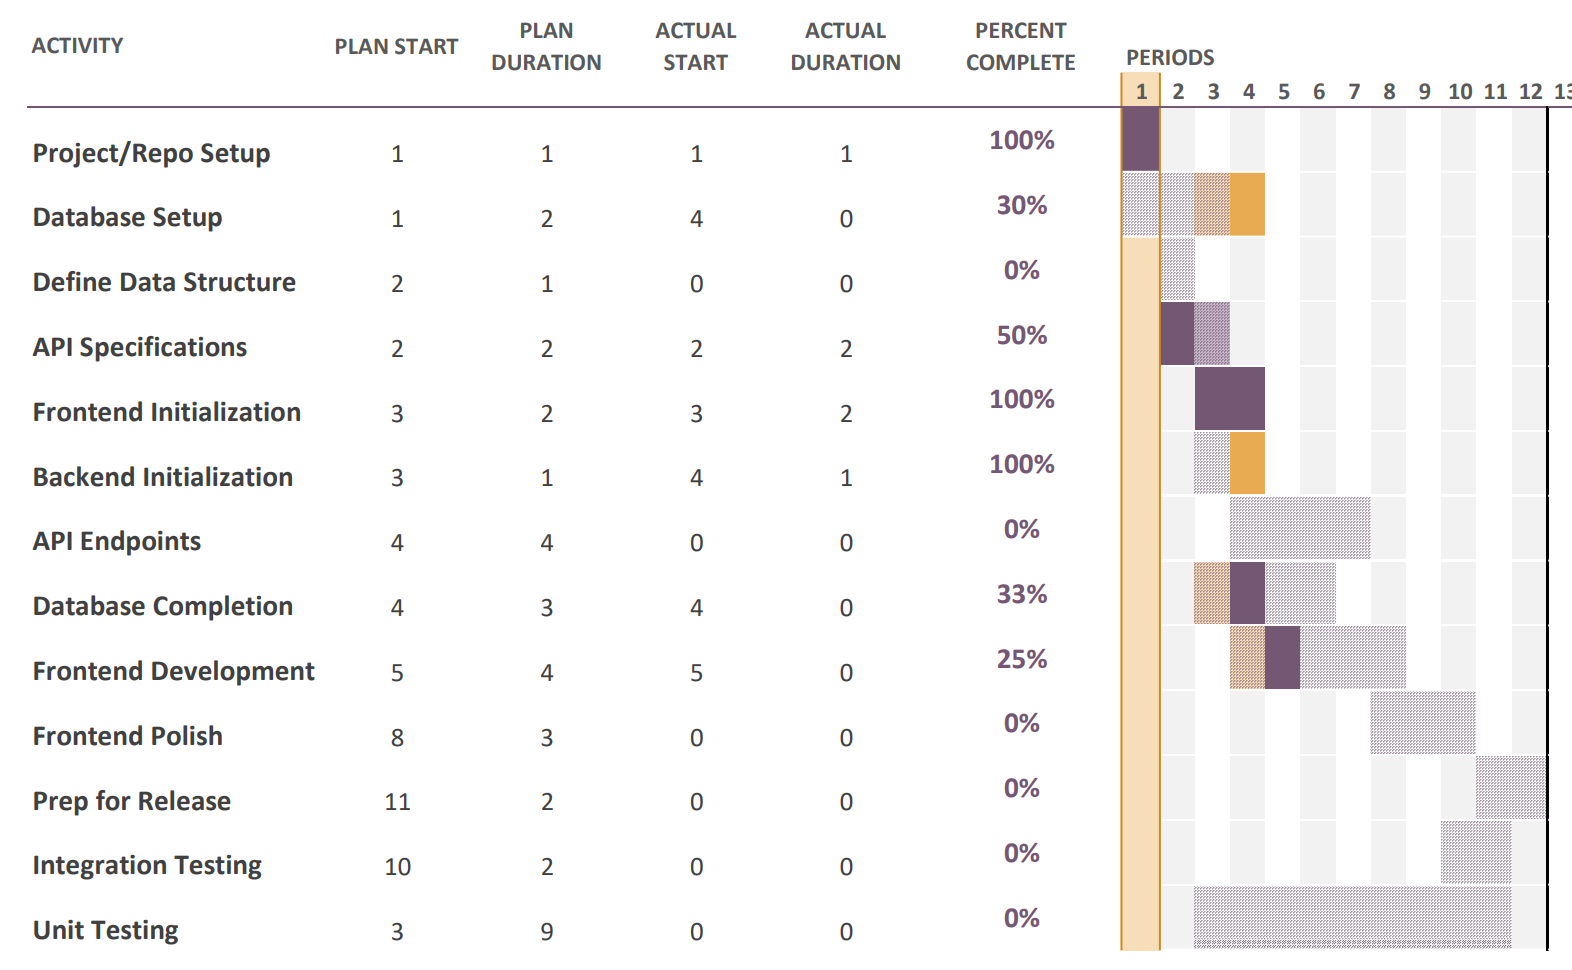 ACTIVITY PLAN START PLAN DURATION ACTUAL START ACTUAL DURATION PERCENT COMPLETE PERIODS
1 2 3 4 5 6 7 8 9 10 11 12 13
Project/Repo Setup 1 1 1 1 100%
Database Setup 1 2 4 0 30%
Define Data Structure 2 1 0 0 0%
API Specifications 2 2 2 2 50%
Frontend Initialization 3 2 3 2 100%
Backend Initialization 3 1 4 1 100%
API Endpoints 4 4 0 0 0%
Database Completion 4 3 4 0 33%
Frontend Development 5 4 5 0 25%
Frontend Polish 8 3 0 0 0%
Prep for Release 11 2 0 0 0%
Integration Testing 10 2 0 0 0%
Unit Testing 3 9 0 0 0%